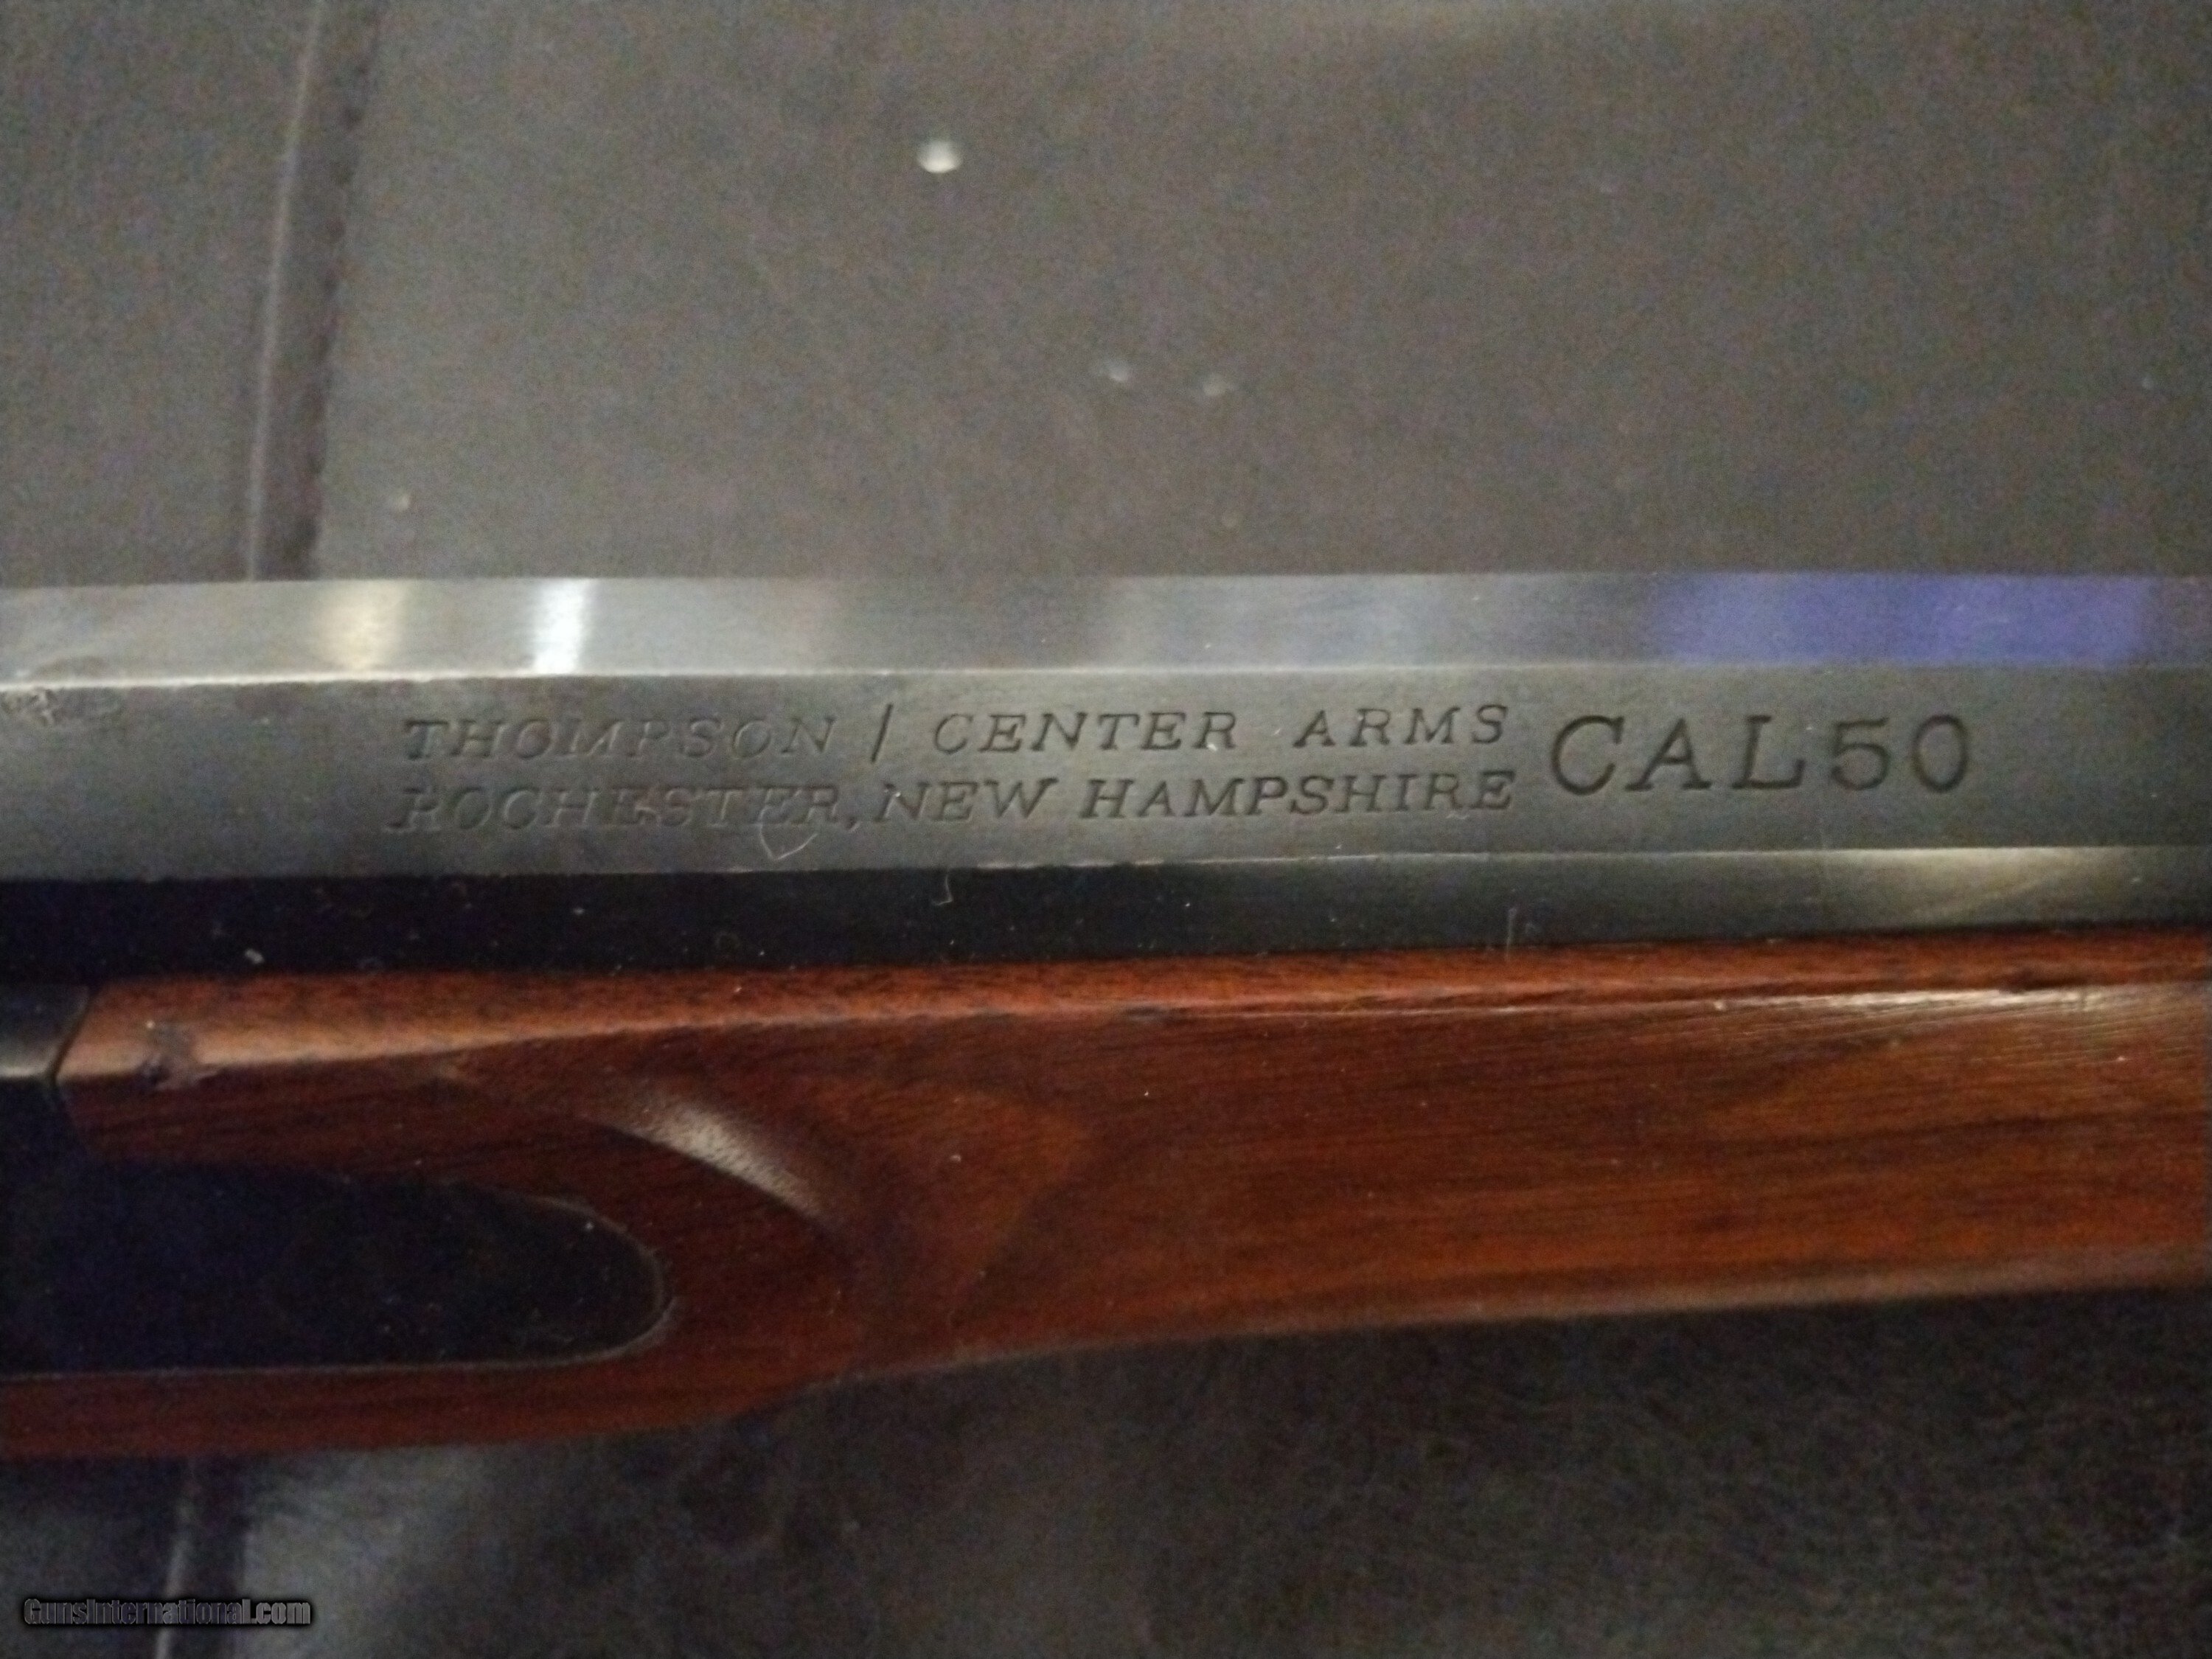 THOMPSON / CENTER ARMS
ROCHESTER, NEW HAMPSHIRE
CAL50
GunsInternational.com